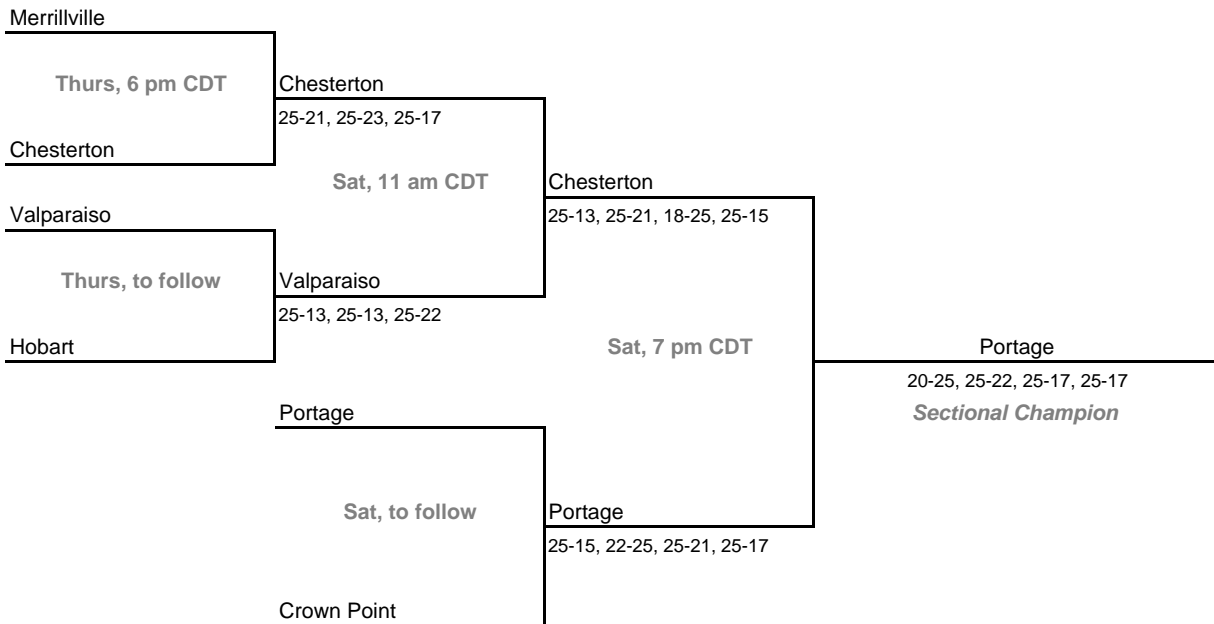 Merrillville
Thurs, 6 pm CDT
Chesterton
25-21, 25-23, 25-17
Chesterton
Sat, 11 am CDT
Chesterton
Valparaiso
25-13, 25-21, 18-25, 25-15
Thurs, to follow
Valparaiso
25-13, 25-13, 25-22
Hobart
Sat, 7 pm CDT
Portage
20-25, 25-22, 25-17, 25-17
Portage
Sectional Champion
Sat, to follow
Portage
25-15, 22-25, 25-21, 25-17
Crown Point